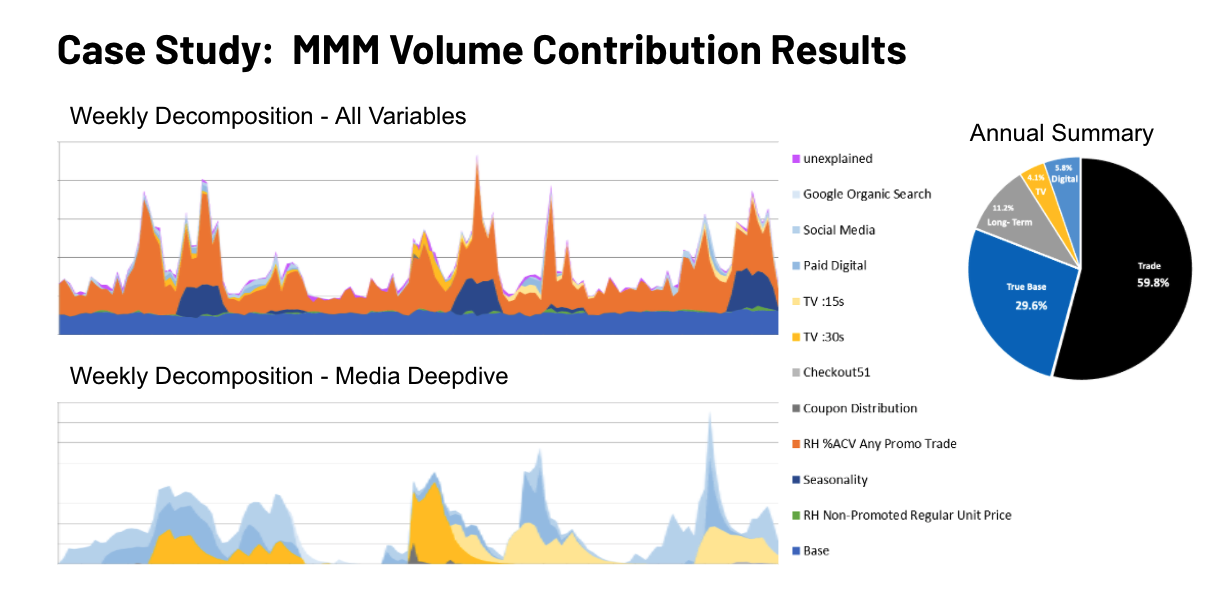 Case Study:  MMM Volume Contribution Results
Weekly Decomposition - All Variables
Annual Summary
unexplained
Google Organic Search
Social Media
Paid Digital
TV :15s
TV :30s
Checkout51
Coupon Distribution
RH %ACV Any Promo Trade
Seasonality
RH Non-Promoted Regular Unit Price
Base
5.8%
Digital
4.1%
TV
11.2%
Long- Term
Trade
59.8%
True Base
29.6%
Weekly Decomposition - Media Deepdive